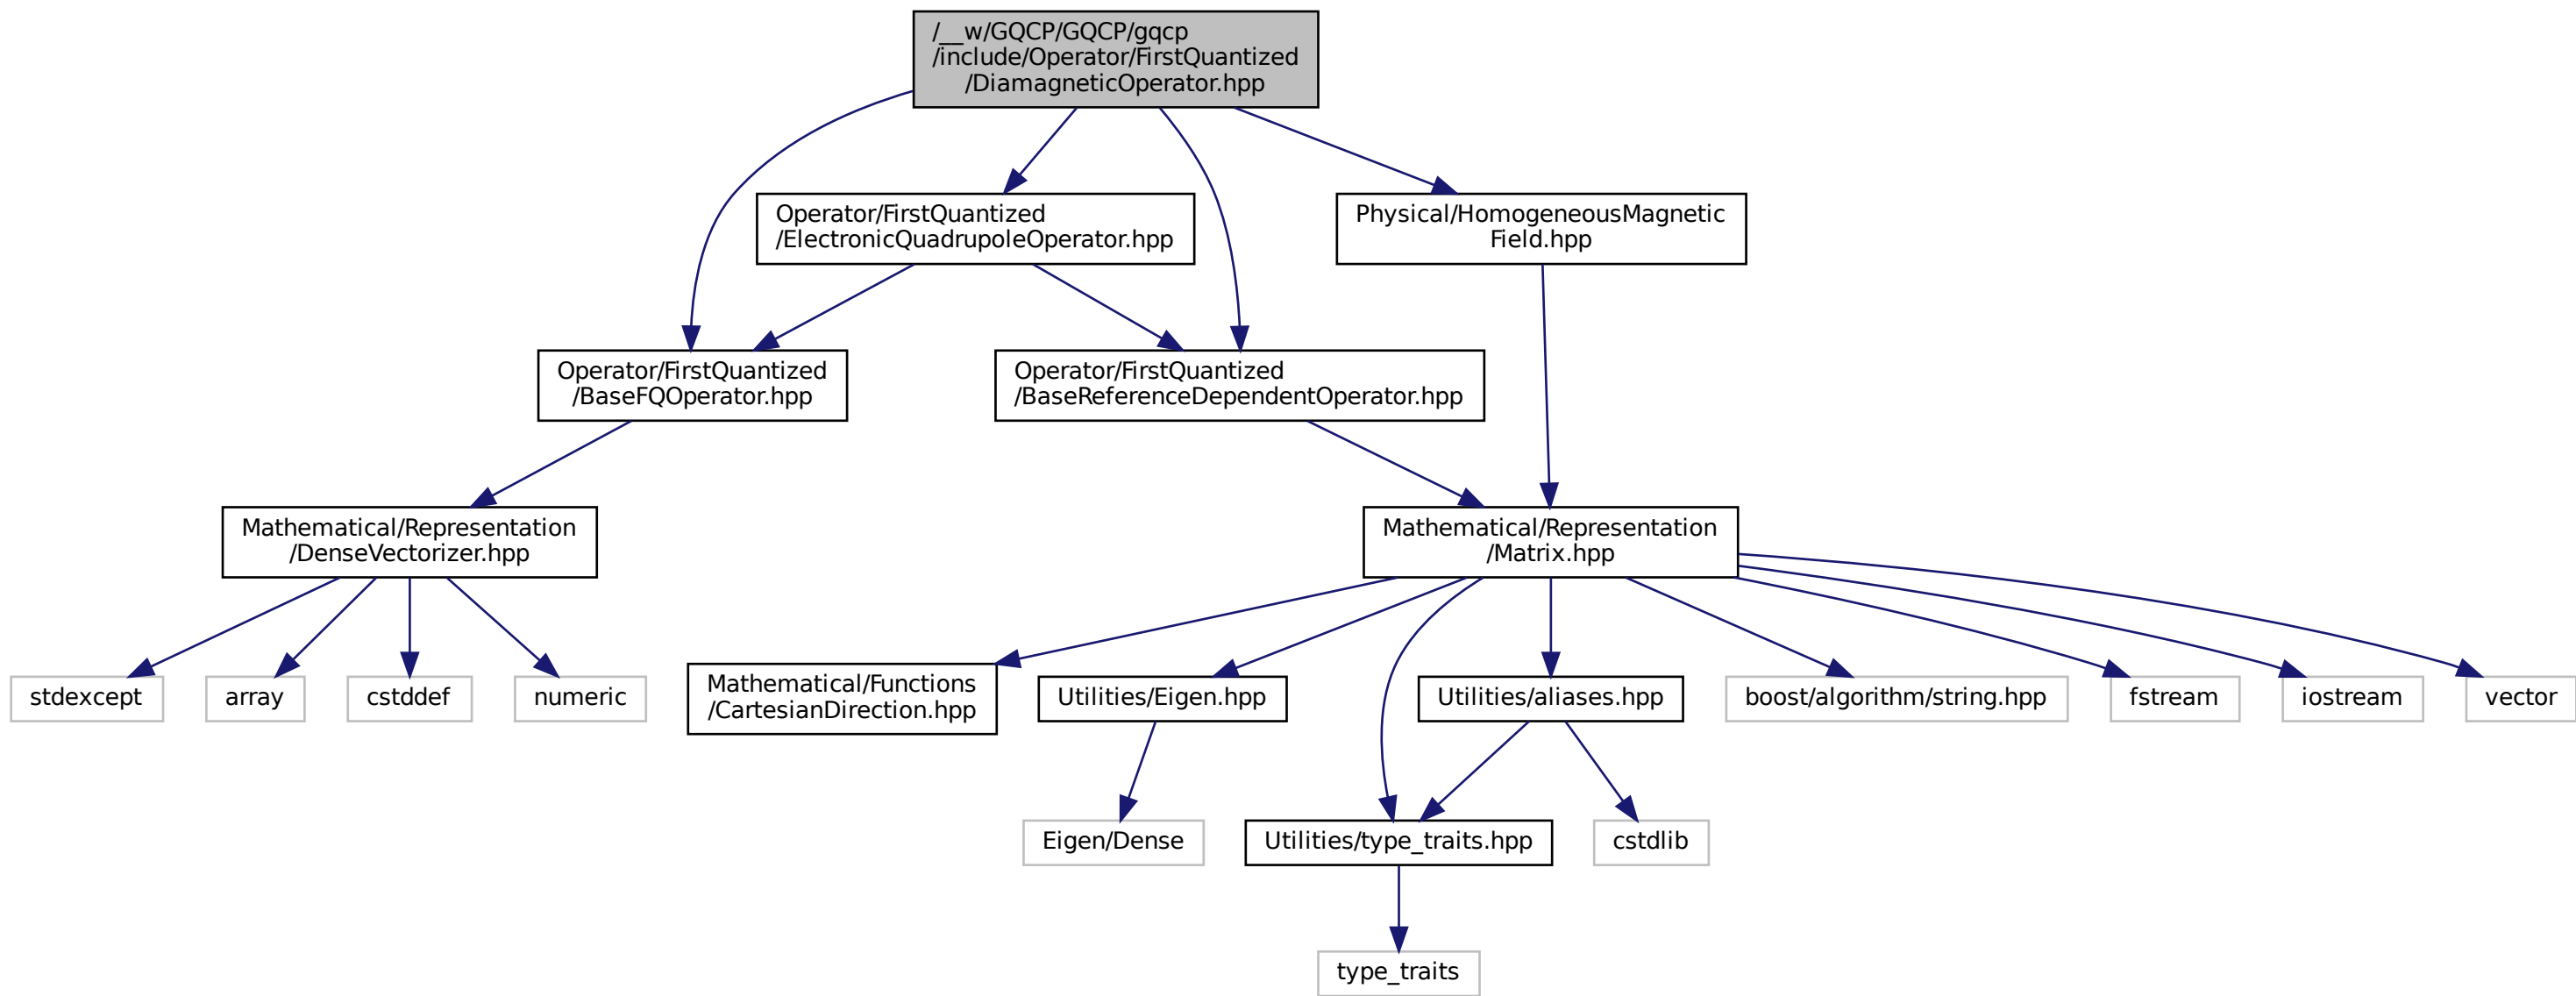 /__w/GQCP/GQCP/gqcp
/include/Operator/FirstQuantized
/DiamagneticOperator.hpp
Operator/FirstQuantized
/ElectronicQuadrupoleOperator.hpp
Physical/HomogeneousMagnetic
Field.hpp
Operator/FirstQuantized
/BaseFQOperator.hpp
Operator/FirstQuantized
/BaseReferenceDependentOperator.hpp
Mathematical/Representation
/DenseVectorizer.hpp
Mathematical/Representation
/Matrix.hpp
stdexcept
array
cstddef
numeric
Mathematical/Functions
/CartesianDirection.hpp
Utilities/Eigen.hpp
Utilities/aliases.hpp
boost/algorithm/string.hpp
fstream
iostream
vector
Eigen/Dense
Utilities/type_traits.hpp
cstdlib
type_traits